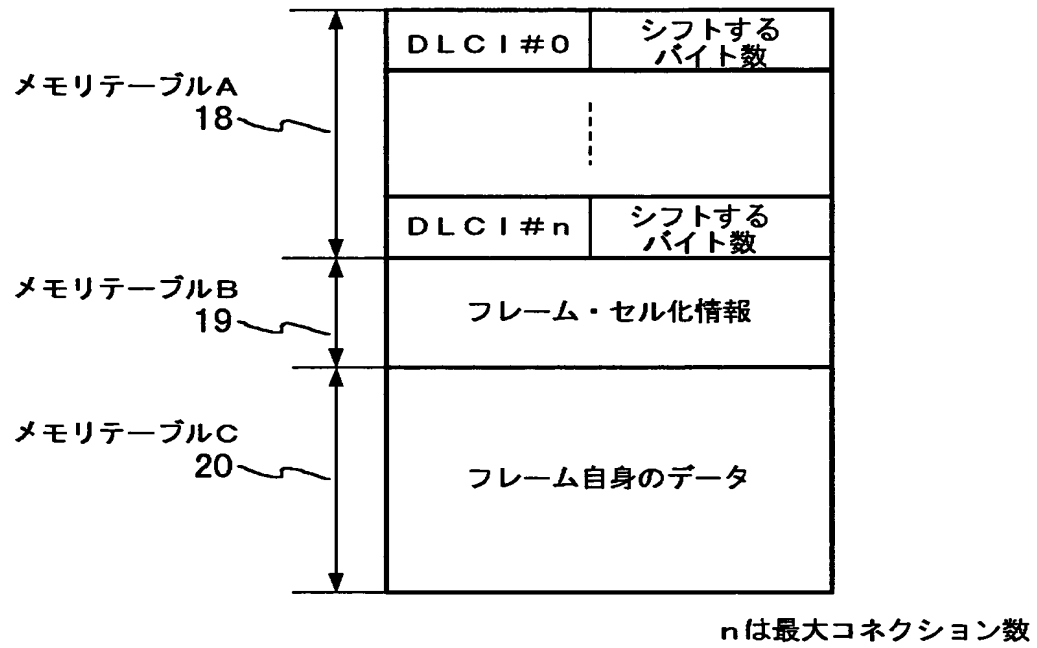 DLCI#0
シフトする
バイト数
メモリテーブルA
18
DLCI#n
シフトする
バイト数
メモリテーブルB
19
フレーム・セル化情報
メモリテーブルC
20
フレーム自身のデータ
nは最大コネクション数